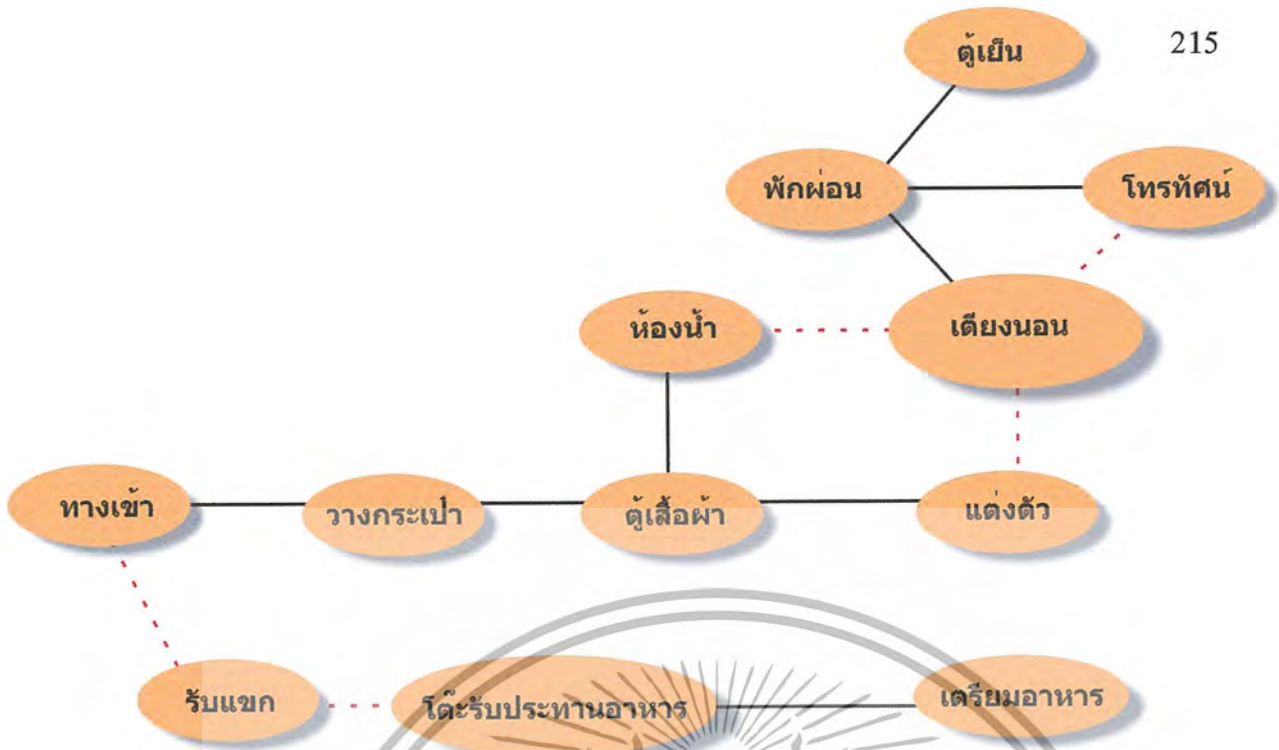 215
ตู้เย็น
พักผ่อน
โทรทัศน์
ห้องน้ำ
เตียงนอน
ทางเข้า
วางกระเป๋า
ตู้เสื้อผ้า
แต่งตัว
รับแขก
โต๊ะรับประทานอาหาร
เตรียมอาหาร